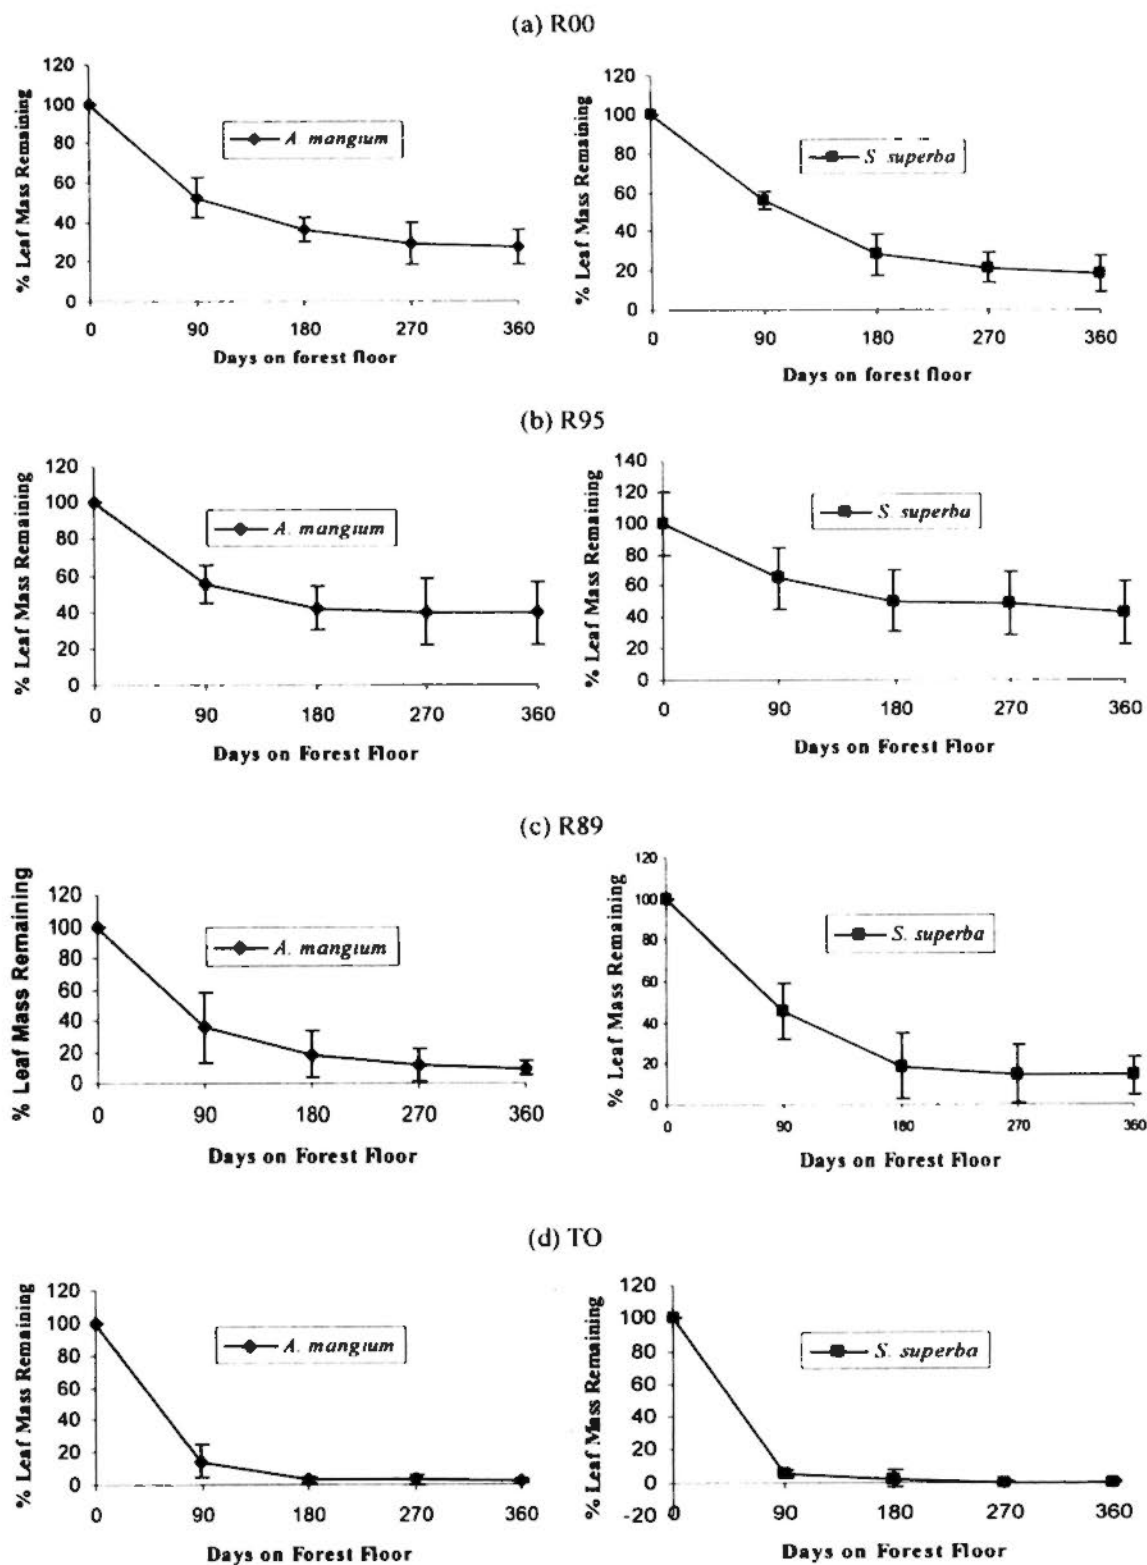 (a) R00
120
100
80
60
40
20
0
% Leaf Mass Remaining
A. mangium
0 90 180 270 360
Days on forest floor
120
100
80
60
40
20
0
% Leaf Mass Remaining
S. superba
0 90 180 270 360
Days on forest floor
(b) R95
120
100
80
60
40
20
0
% Leaf Mass Remaining
A. mangium
0 90 180 270 360
Days on Forest Floor
140
120
100
80
60
40
20
0
% Leaf Mass Remaining
S. superba
0 90 180 270 360
Days on Forest Floor
(c) R89
120
100
80
60
40
20
0
% Leaf Mass Remaining
A. mangium
0 90 180 270 360
Days on Forest Floor
120
100
80
60
40
20
0
% Leaf Mass Remaining
S. superba
0 90 180 270 360
Days on Forest Floor
(d) TO
120
100
80
60
40
20
0
% Leaf Mass Remaining
A. mangium
0 90 180 270 360
Days on Forest Floor
120
100
80
60
40
20
0
-20
% Leaf Mass Remaining
S. superba
0 90 180 270 360
Days on Forest Floor